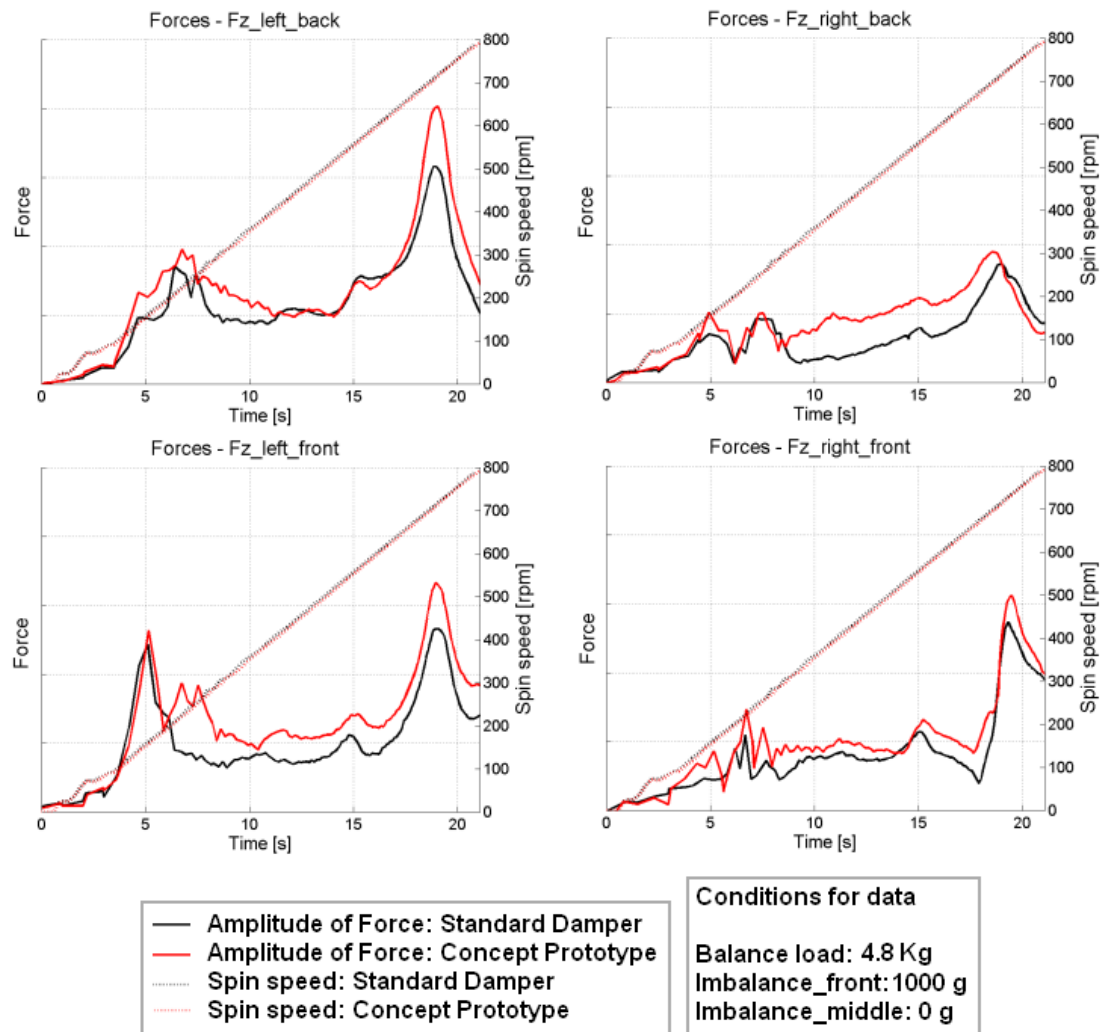 Forces - Fz_left_back
Force
800
700
600
500
400
300
200
100
0
Spin speed [rpm]
0 5 10 15 20
Time [s]
Forces - Fz_right_back
Force
800
700
600
500
400
300
200
100
0
Spin speed [rpm]
0 5 10 15 20
Time [s]
Forces - Fz_left_front
Force
800
700
600
500
400
300
200
100
0
Spin speed [rpm]
0 5 10 15 20
Time [s]
Forces - Fz_right_front
Force
800
700
600
500
400
300
200
100
0
Spin speed [rpm]
0 5 10 15 20
Time [s]
Amplitude of Force: Standard Damper
Amplitude of Force: Concept Prototype
Spin speed: Standard Damper
Spin speed: Concept Prototype
Conditions for data
Balance load: 4.8 Kg
Imbalance_front:1000 g
Imbalance_middle: 0 g